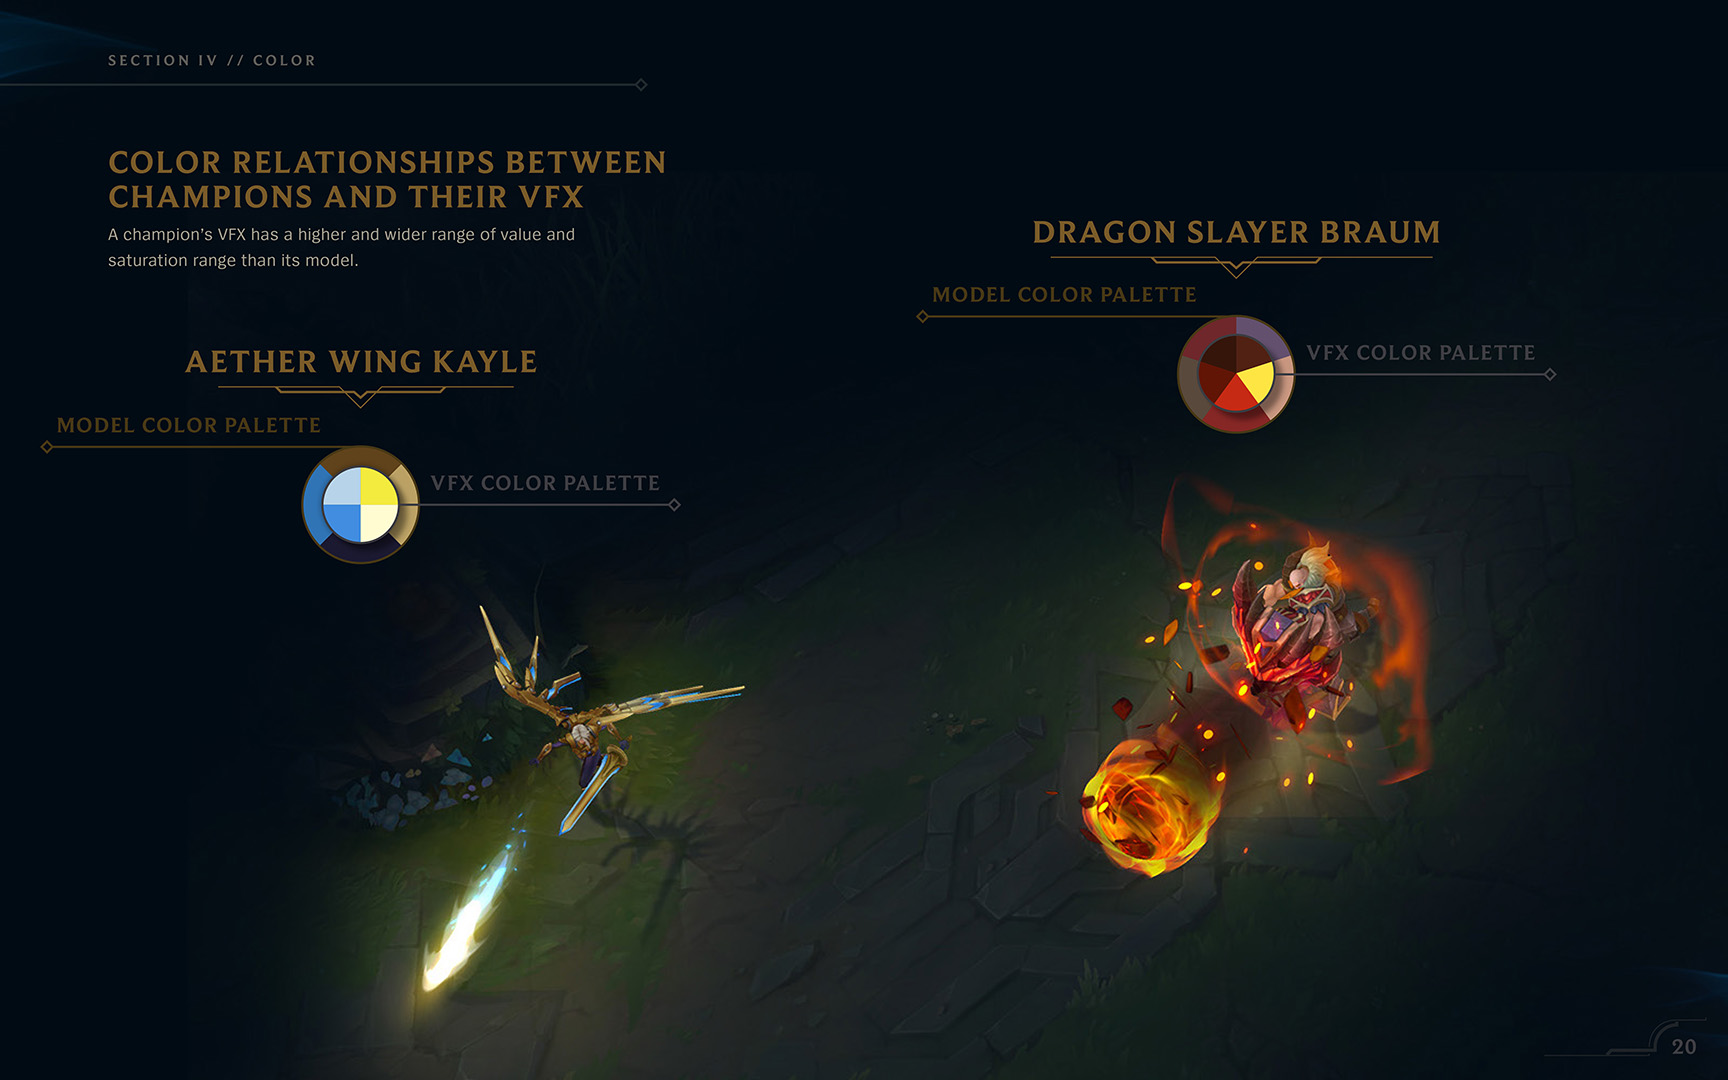 SECTION IV // COLOR
COLOR RELATIONSHIPS BETWEEN
CHAMPIONS AND THEIR VFX
A champion’s VFX has a higher and wider range of value and
saturation range than its model.
AETHER WING KAYLE
MODEL COLOR PALETTE
VFX COLOR PALETTE
DRAGON SLAYER BRAUM
MODEL COLOR PALETTE
VFX COLOR PALETTE
20